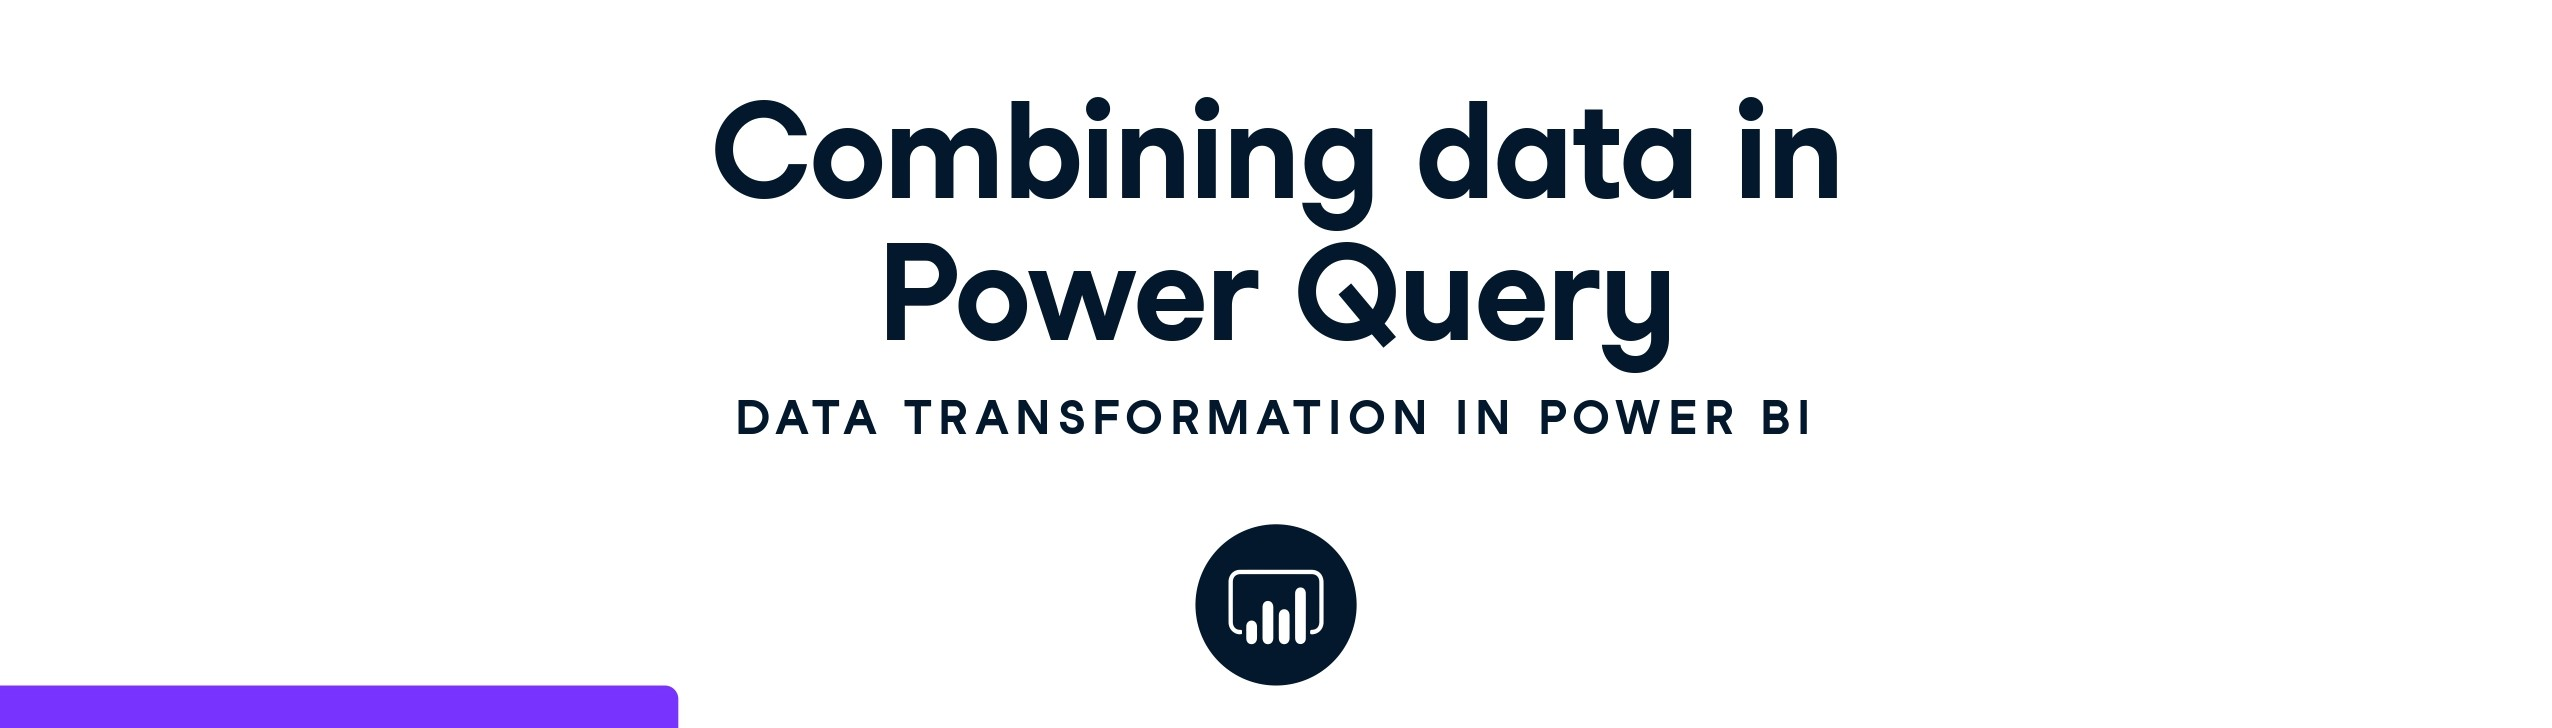 Combining data in
Power Query
DATA TRANSFORMATION IN POWER BI